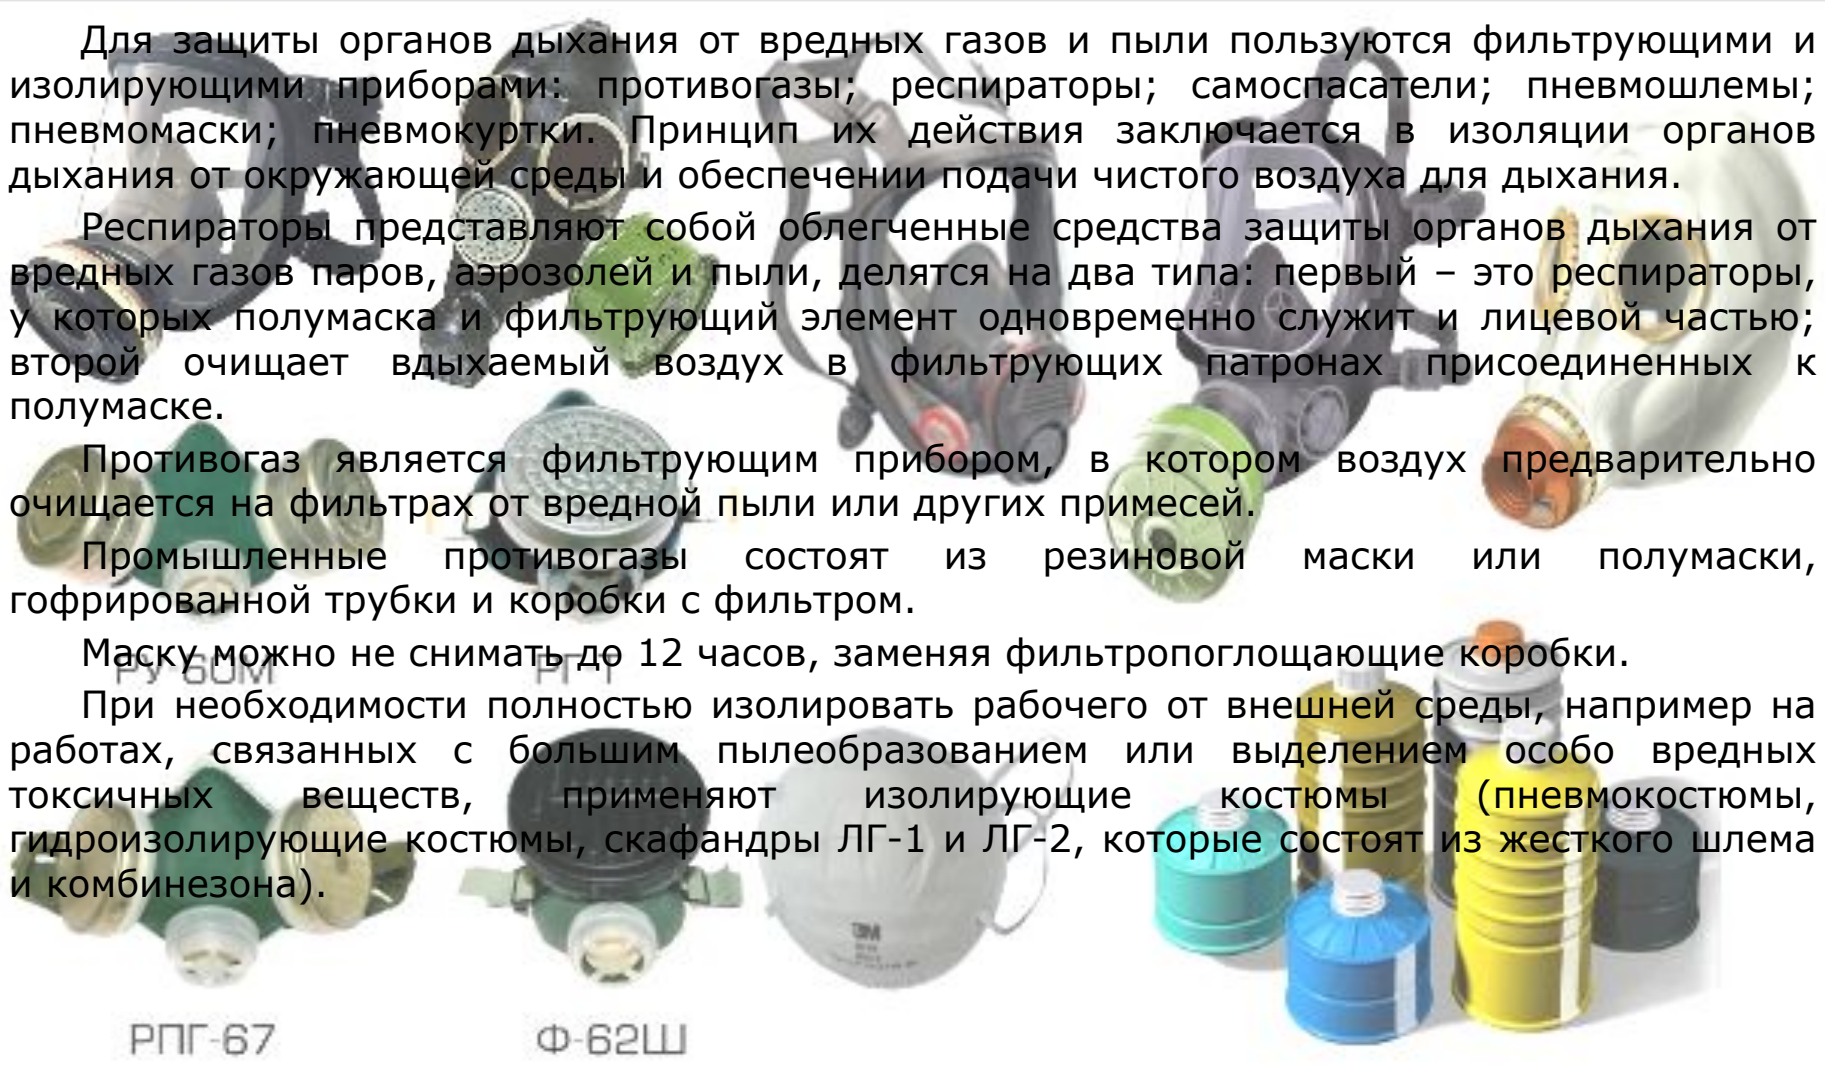 Для защиты органов дыхания от вредных газов и пыли пользуются фильтрующими и
изолирующими приборами: противогазы; респираторы; самоспасатели; пневмошлемы;
пневмомаски; пневмокуртки. Принцип их действия заключается в изоляции органов
дыхания от окружающей среды и обеспечении подачи чистого воздуха для дыхания.
Респираторы представляют собой облегченные средства защиты органов дыхания от
вредных газов паров, аэрозолей и пыли, делятся на два типа: первый – это респираторы,
у которых полумаска и фильтрующий элемент одновременно служит и лицевой частью;
второй очищает вдыхаемый воздух в фильтрующих патронах присоединенных к
полумаске.
Противогаз является фильтрующим прибором, в котором воздух предварительно
очищается на фильтрах от вредной пыли или других примесей.
Промышленные противогазы состоят из резиновой маски или полумаски,
гофрированной трубки и коробки с фильтром.
Маску можно не снимать до 12 часов, заменяя фильтропоглощающие коробки.
РУ-60М РПГ-Т
При необходимости полностью изолировать рабочего от внешней среды, например на
работах, связанных с большим пылеобразованием или выделением особо вредных
токсичных веществ, применяют изолирующие костюмы (пневмокостюмы,
гидроизолирующие костюмы, скафандры ЛГ-1 и ЛГ-2, которые состоят из жесткого шлема
и комбинезона).
3M
РПГ-67 Ф-62Ш